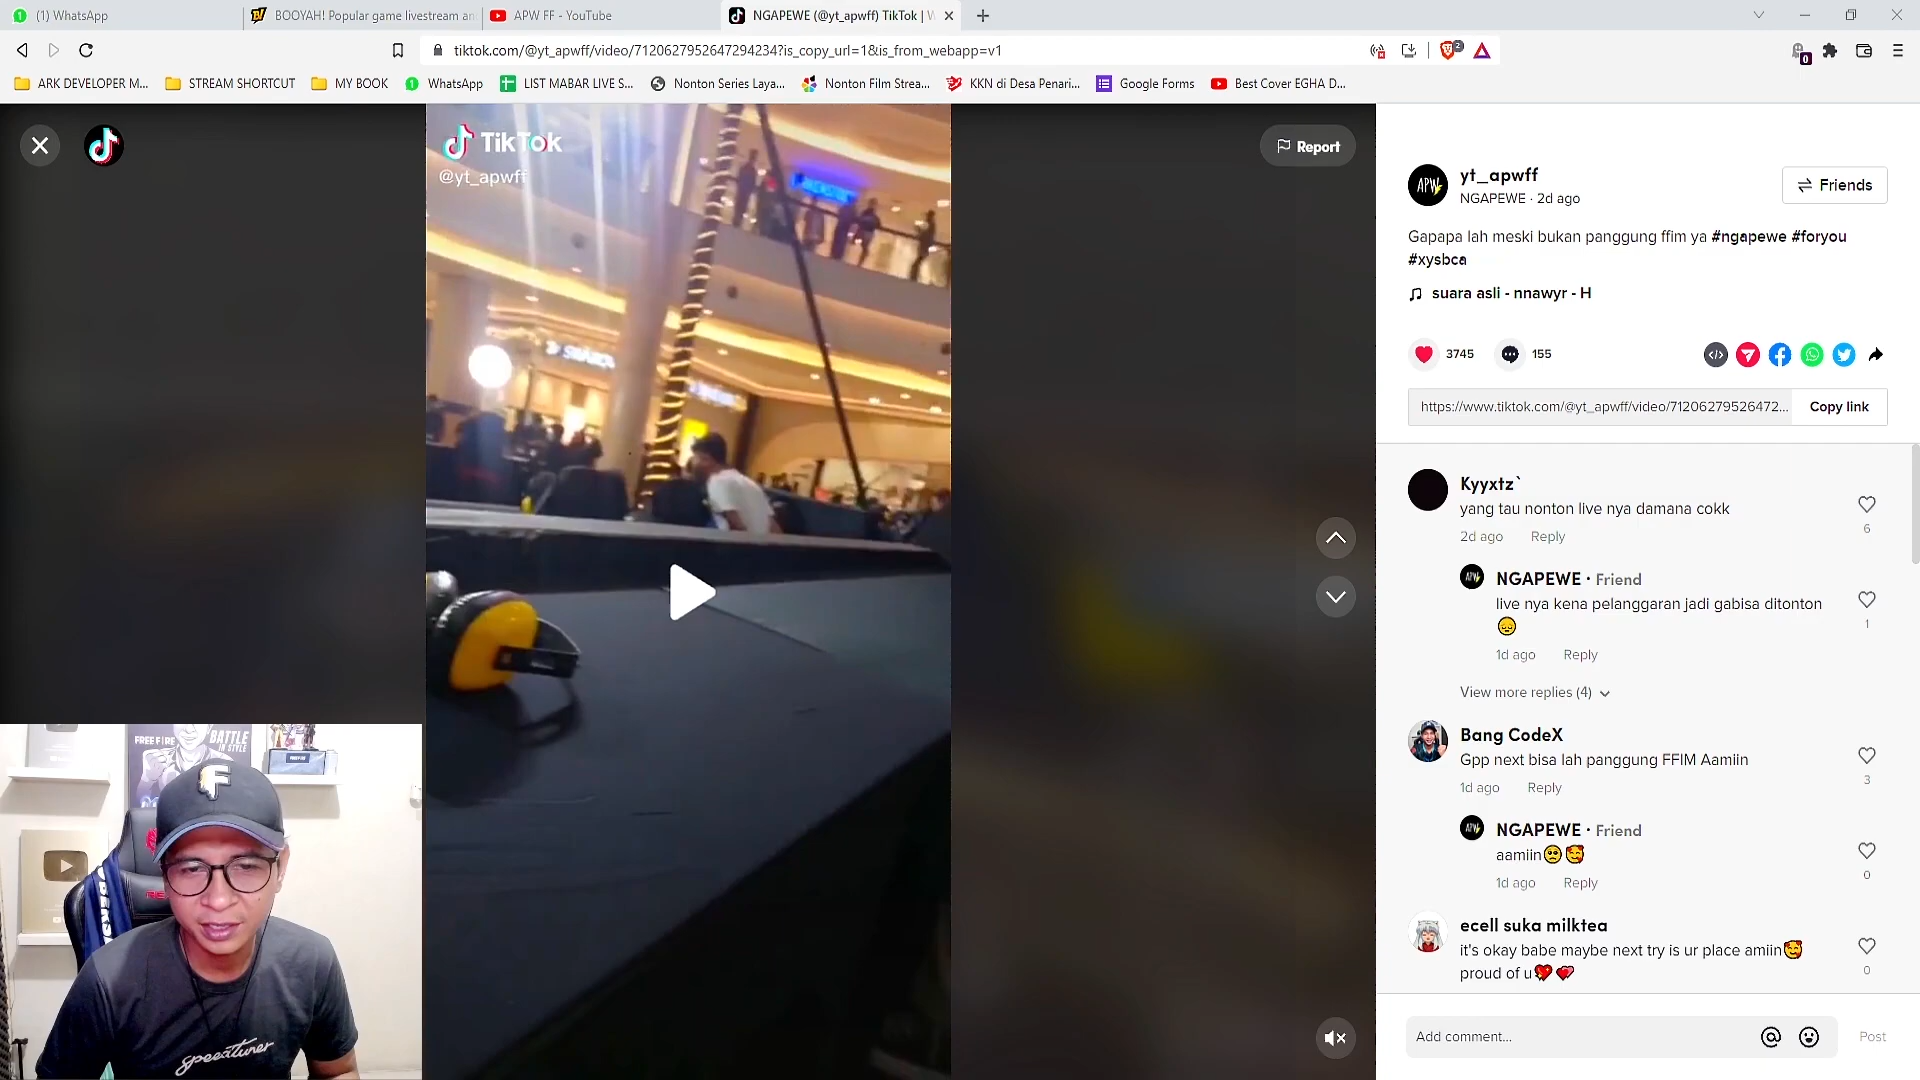 (1) WhatsApp
BOOYAH! Popular game livestream an
APW FF - YouTube
NGAPEWE (@yt_apwff) TikTok | W
tiktok.com/@yt_apwff/video/7120627952647294234?is_copy_url=1&is_from_webapp=v1
ARK DEVELOPER M...
STREAM SHORTCUT
MY BOOK
WhatsApp
LIST MABAR LIVE S...
Nonton Series Laya...
Nonton Film Strea...
KKN di Desa Penari...
Google Forms
Best Cover EGHA D...
TikTok
@yt_apwff
Report
yt_apwff
NGAPEWE · 2d ago
Friends
Gapapa lah meski bukan panggung ffim ya #ngapewe #foryou
#xysbca
suara asli - nnawyr - H
3745
155
https://www.tiktok.com/@yt_apwff/video/71206279526472...
Copy link
Kyyxtz`
yang tau nonton live nya damana cokk
6
2d ago
Reply
NGAPEWE · Friend
live nya kena pelanggaran jadi gabisa ditonton
😔
1
1d ago
Reply
View more replies (4)
Bang CodeX
Gpp next bisa lah panggung FFIM Aamiin
3
1d ago
Reply
NGAPEWE · Friend
aamiin🥺🥰
1d ago
Reply
0
ecell suka milktea
it's okay babe maybe next try is ur place amiin🥰
proud of u💖💕
0
Add comment...
Post
FREE FIRE
BATTLE
IN STYLE
F
speedtuner